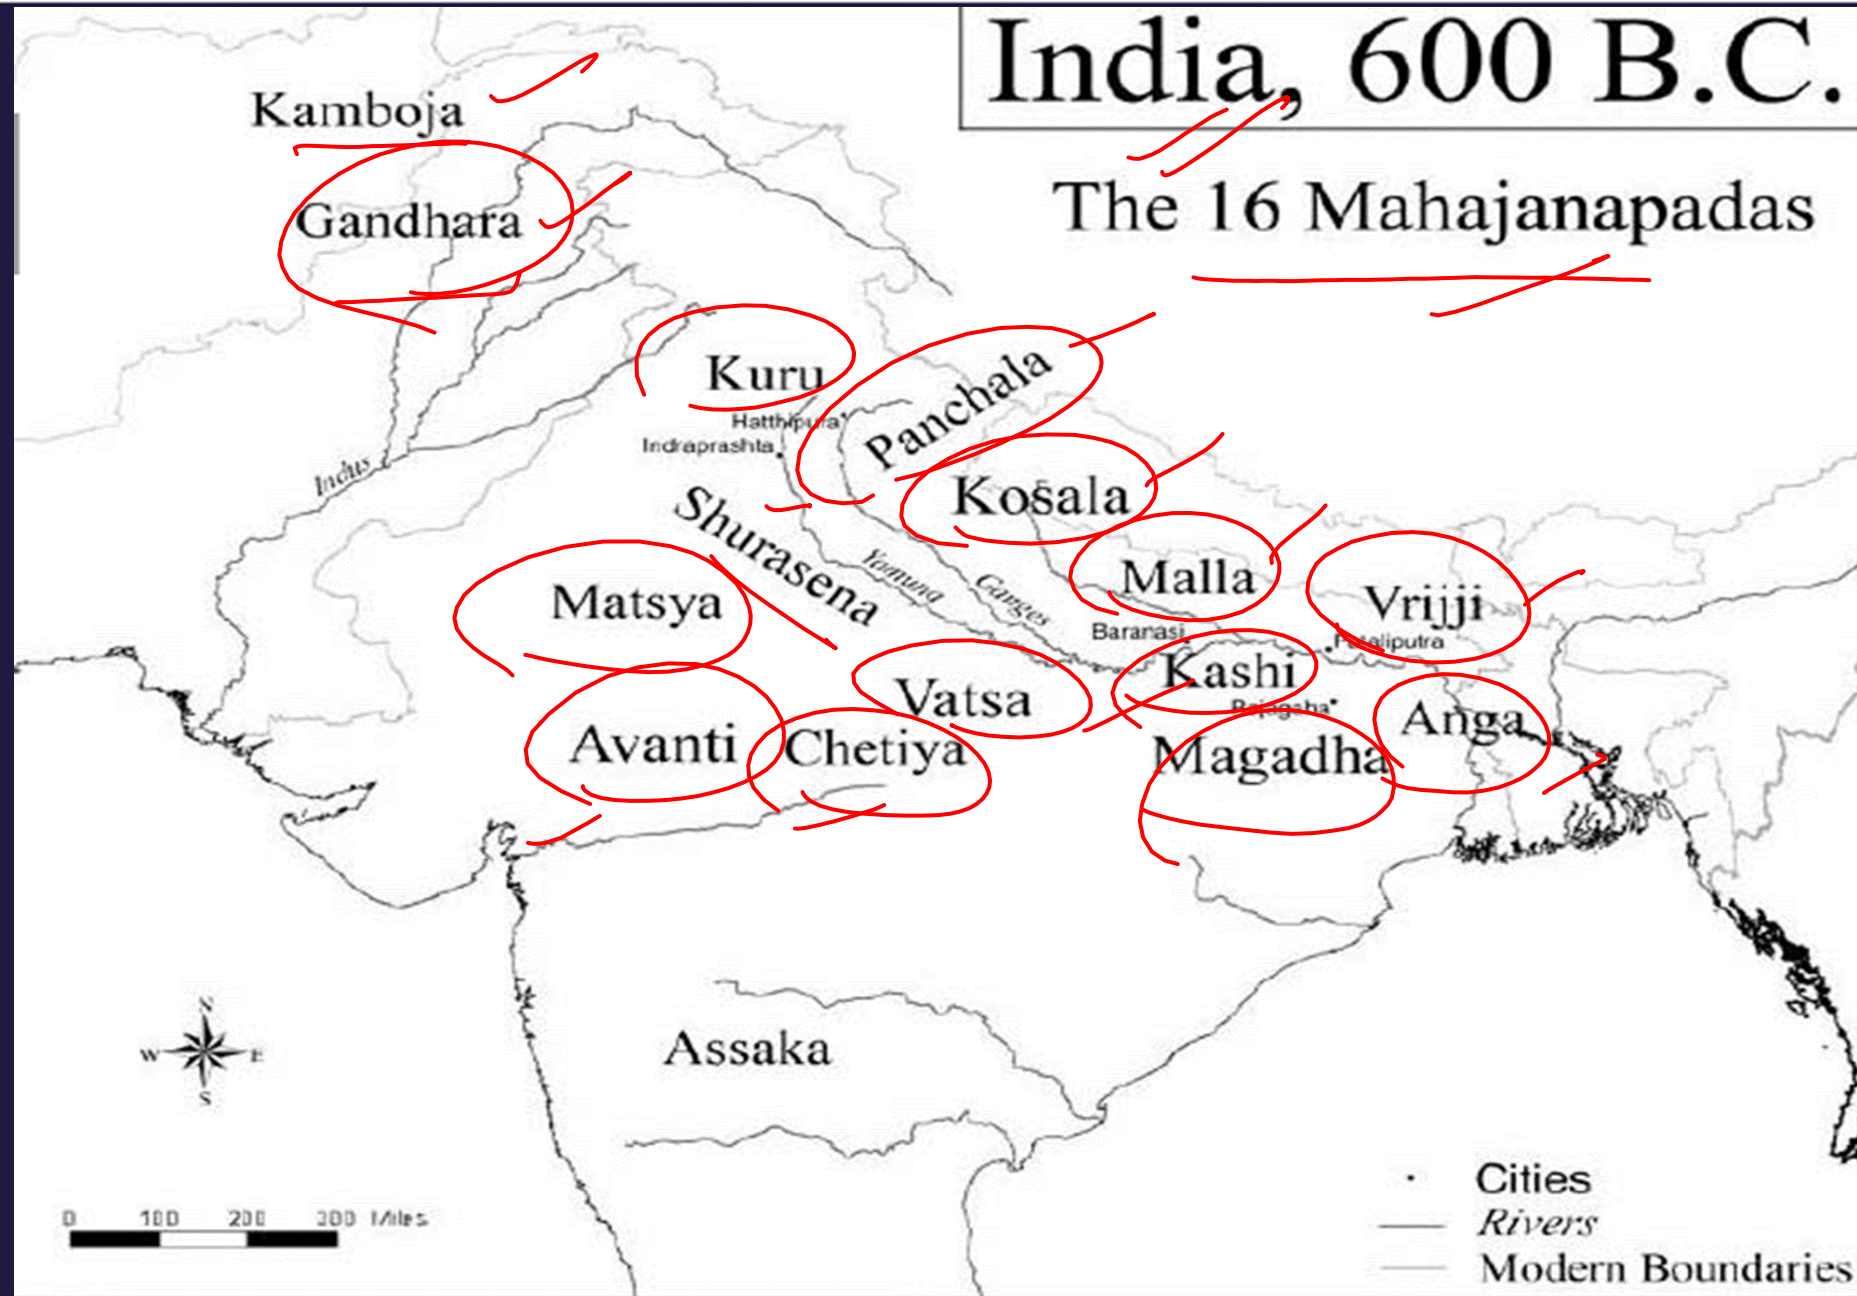 India, 600 B.C.
The 16 Mahajanapadas
Kamboja
Gandhara
Kuru
Hatthipura
Indraprashta
Panchala
Indus
Kosala
Shurasena
Yamuna
Ganges
Matsya
Malla
Vrijji
Baranasi
Pataliputra
Kashi
Vatsa
Rajagaha
Anga
Avanti
Chetiya
Magadha
Assaka
N
W E
S
0 100 200 300 Miles
Cities
Rivers
Modern Boundaries